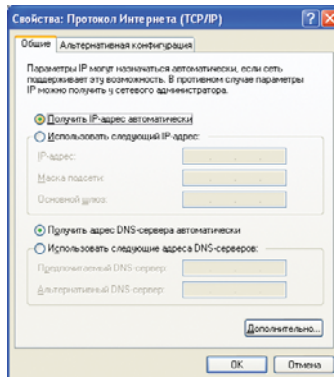 Свойства: Протокол Интернета (TCP/IP)
Общие Альтернативная конфигурация
Параметры IP могут назначаться автоматически, если сеть
поддерживает эту возможность. В противном случае параметры
IP можно получить у сетевого администратора.
Получить IP-адрес автоматически
Использовать следующий IP-адрес:
IP-адрес:
Маска подсети:
Основной шлюз:
Получить адрес DNS-сервера автоматически
Использовать следующие адреса DNS-серверов:
Предпочитаемый DNS-сервер:
Альтернативный DNS-сервер:
Дополнительно...
OK Отмена